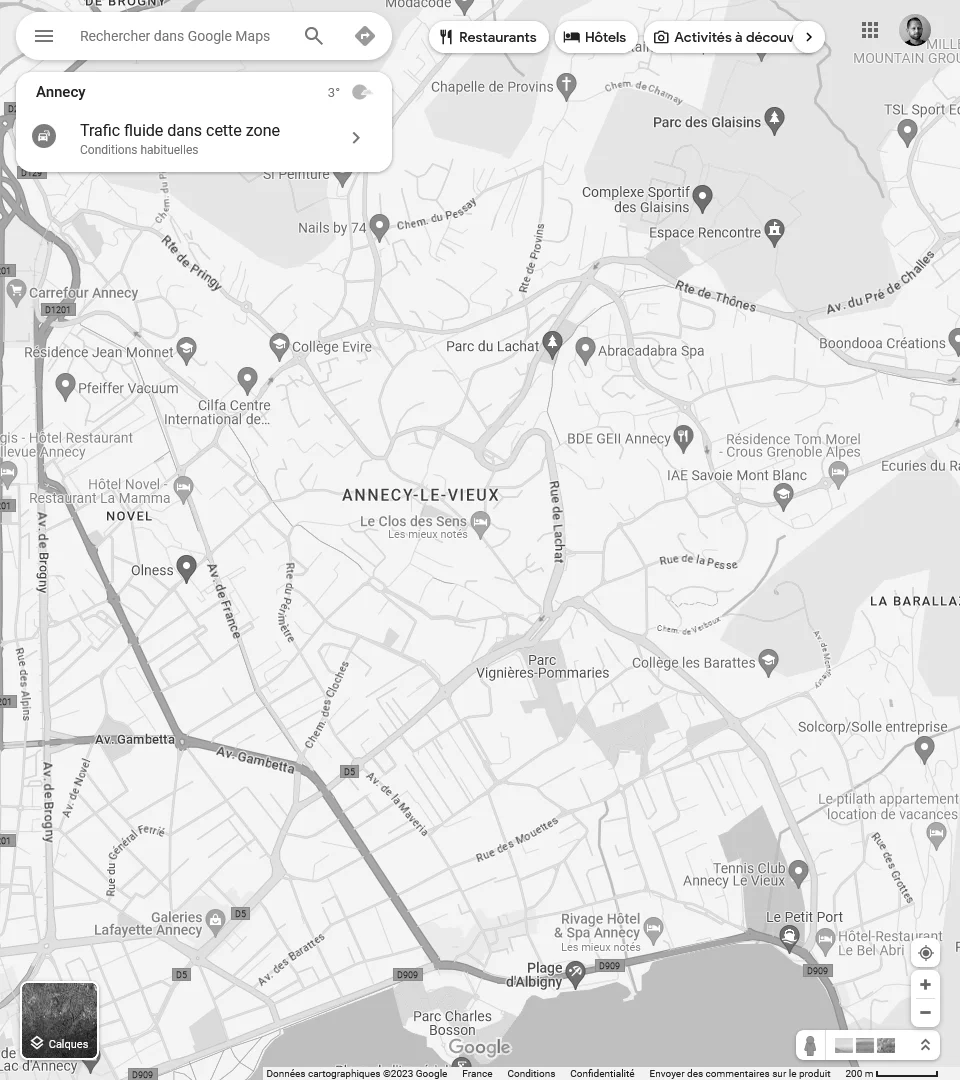 DE BROGNY
Modacode
Rechercher dans Google Maps
Restaurants
Hôtels
Activités à découv
MILLE
MOUNTAIN GROU
Annecy
3°
Trafic fluide dans cette zone
Conditions habituelles
Chapelle de Provins
Chem. de Charnay
Parc des Glaisins
TSL Sport Ed
D129
SI Peinture
Nails by 74
Chem. du Pessay
Complexe Sportif
des Glaisins
Espace Rencontre
Rte de Pringy
Rte de Provins
Rte de Thônes
Av. du Pré de Challes
Carrefour Annecy
D1201
Résidence Jean Monnet
Collège Evire
Parc du Lachat
Abracadabra Spa
Boondooa Créations
Pfeiffer Vacuum
Cilfa Centre
International de...
gis - Hôtel Restaurant
llevue Annecy
BDE GEII Annecy
Résidence Tom Morel
- Crous Grenoble Alpes
IAE Savoie Mont Blanc
Ecuries du Ra
Hôtel Novel -
Restaurant La Mamma
NOVEL
ANNECY-LE-VIEUX
Le Clos des Sens
Les mieux notés
Rue de Lachat
Av. de Brogny
Olness
Av. de France
Rte du Périmètre
Rue de la Pesse
LA BARALLAZ
Chem. de Verboux
Parc
Vignières-Pommaries
Collège les Barattes
Rue des Alpins
Chem. des Cloches
Solcorp/Solle entreprise
Av. Gambetta
Av. Gambetta
D5
Av. de Brogny
Av. de Novel
Av. de la Maveria
Le ptilath appartement
location de vacances
Rue du Général Ferrié
Rue des Mouettes
Rue des Grottes
Tennis Club
Annecy Le Vieux
Galeries
Lafayette Annecy
D5
Rivage Hôtel
& Spa Annecy
Les mieux notés
Le Petit Port
Hôtel-Restaurant
Le Bel Abri
Av. des Barattes
D5
D909
Plage
d'Albigny
D909
D909
Parc Charles
Bosson
Google
Calques
Lac d'Annecy
D909
Données cartographiques ©2023 Google
France
Conditions
Confidentialité
Envoyer des commentaires sur le produit
200 m